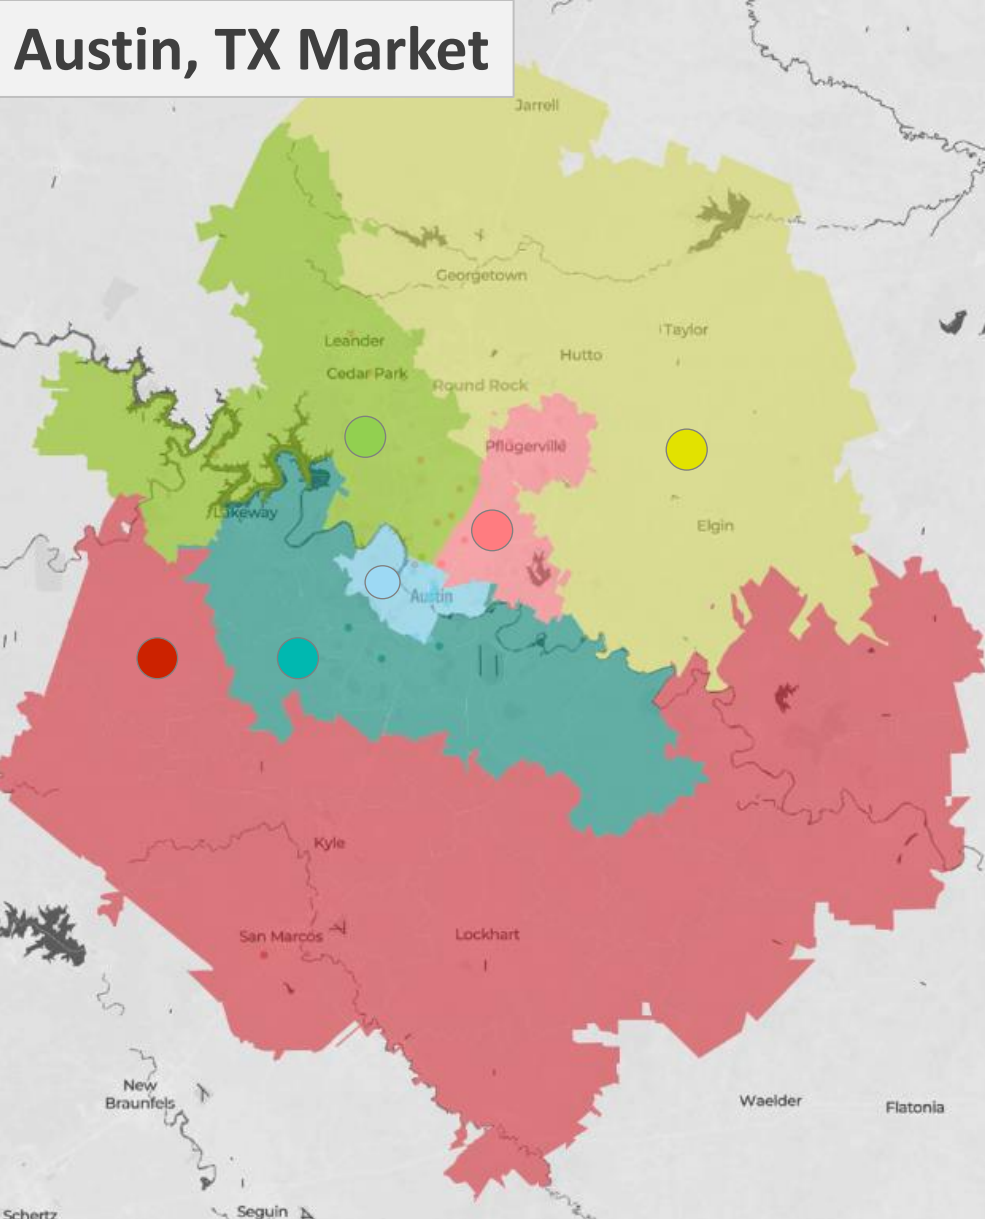 Austin, TX Market
Jarrell
Georgetown
Taylor
Leander
Hutto
Cedar Park
Round Rock
Pflugerville
Lakeway
Elgin
Austin
Kyle
San Marcos
Lockhart
New
Braunfels
Waelder
Flatonia
Seguin
Schertz